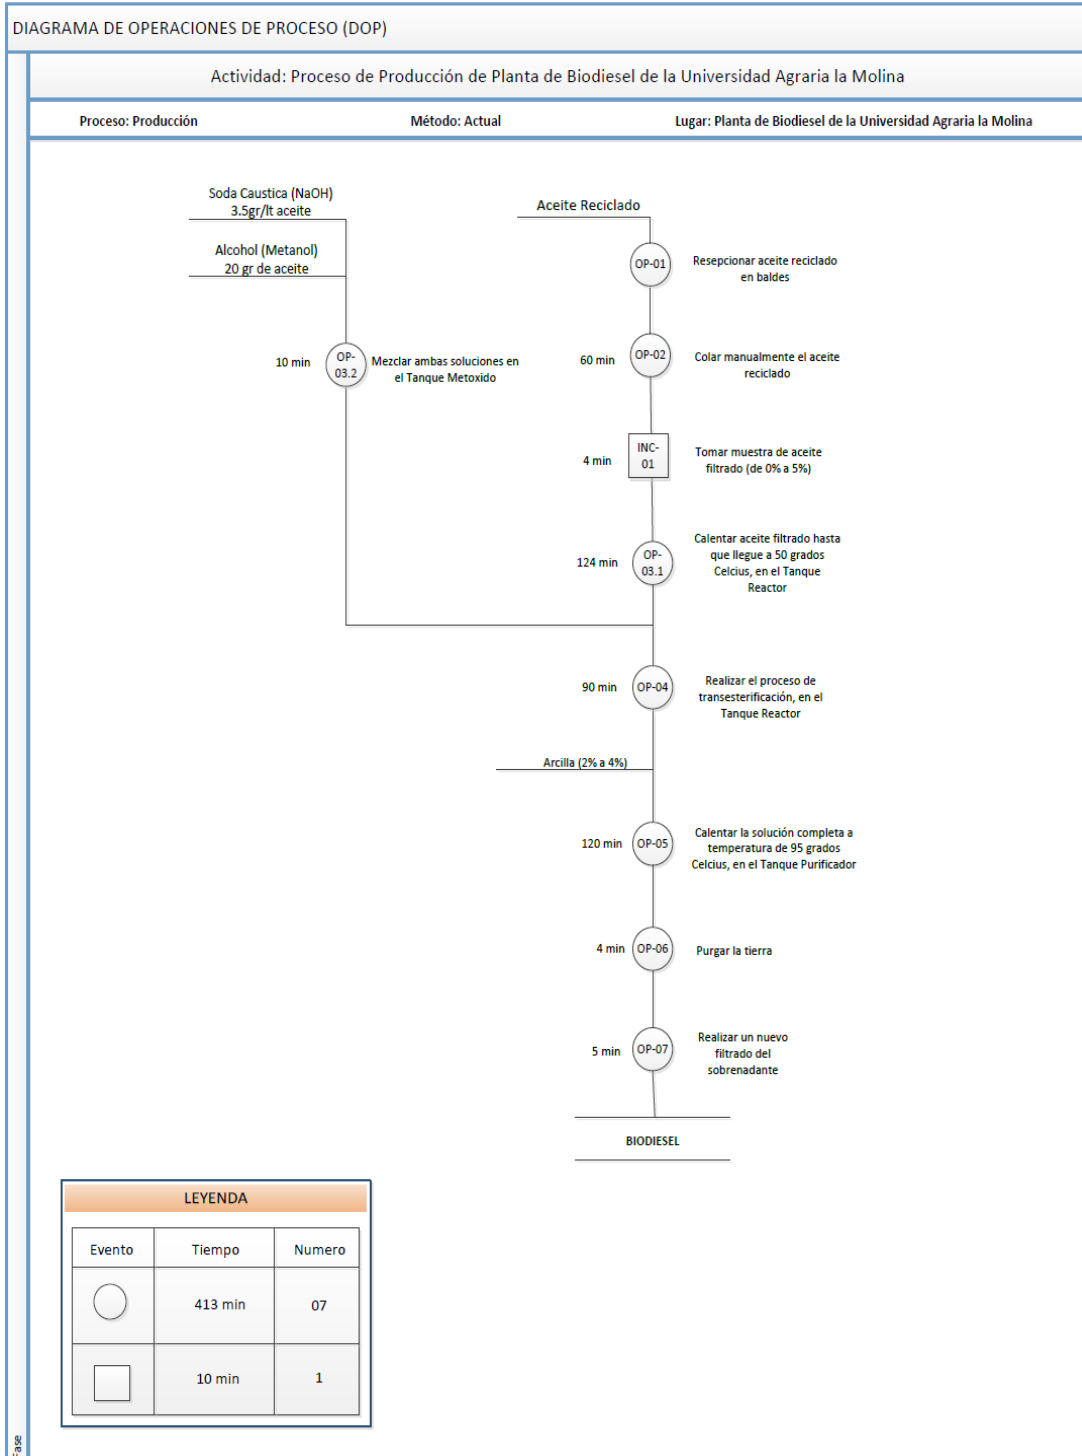 DIAGRAMA DE OPERACIONES DE PROCESO (DOP)
Actividad: Proceso de Producción de Planta de Biodiesel de la Universidad Agraria la Molina
Proceso: Producción
Método: Actual
Lugar: Planta de Biodiesel de la Universidad Agraria la Molina
Soda Caustica (NaOH)
3.5gr/lt aceite
Alcohol (Metanol)
20 gr de aceite
10 min
OP-
03.2
Mezclar ambas soluciones en
el Tanque Metoxido
Aceite Reciclado
OP-01
Resepcionar aceite reciclado
en baldes
60 min
OP-02
Colar manualmente el aceite
reciclado
4 min
INC-
01
Tomar muestra de aceite
filtrado (de 0% a 5%)
124 min
OP-
03.1
Calentar aceite filtrado hasta
que llegue a 50 grados
Celcius, en el Tanque
Reactor
90 min
OP-04
Realizar el proceso de
transesterificación, en el
Tanque Reactor
Arcilla (2% a 4%)
120 min
OP-05
Calentar la solución completa a
temperatura de 95 grados
Celcius, en el Tanque Purificador
4 min
OP-06
Purgar la tierra
5 min
OP-07
Realizar un nuevo
filtrado del
sobrenadante
BIODIESEL
LEYENDA
Evento
Tiempo
Numero
413 min
07
10 min
1
Fase